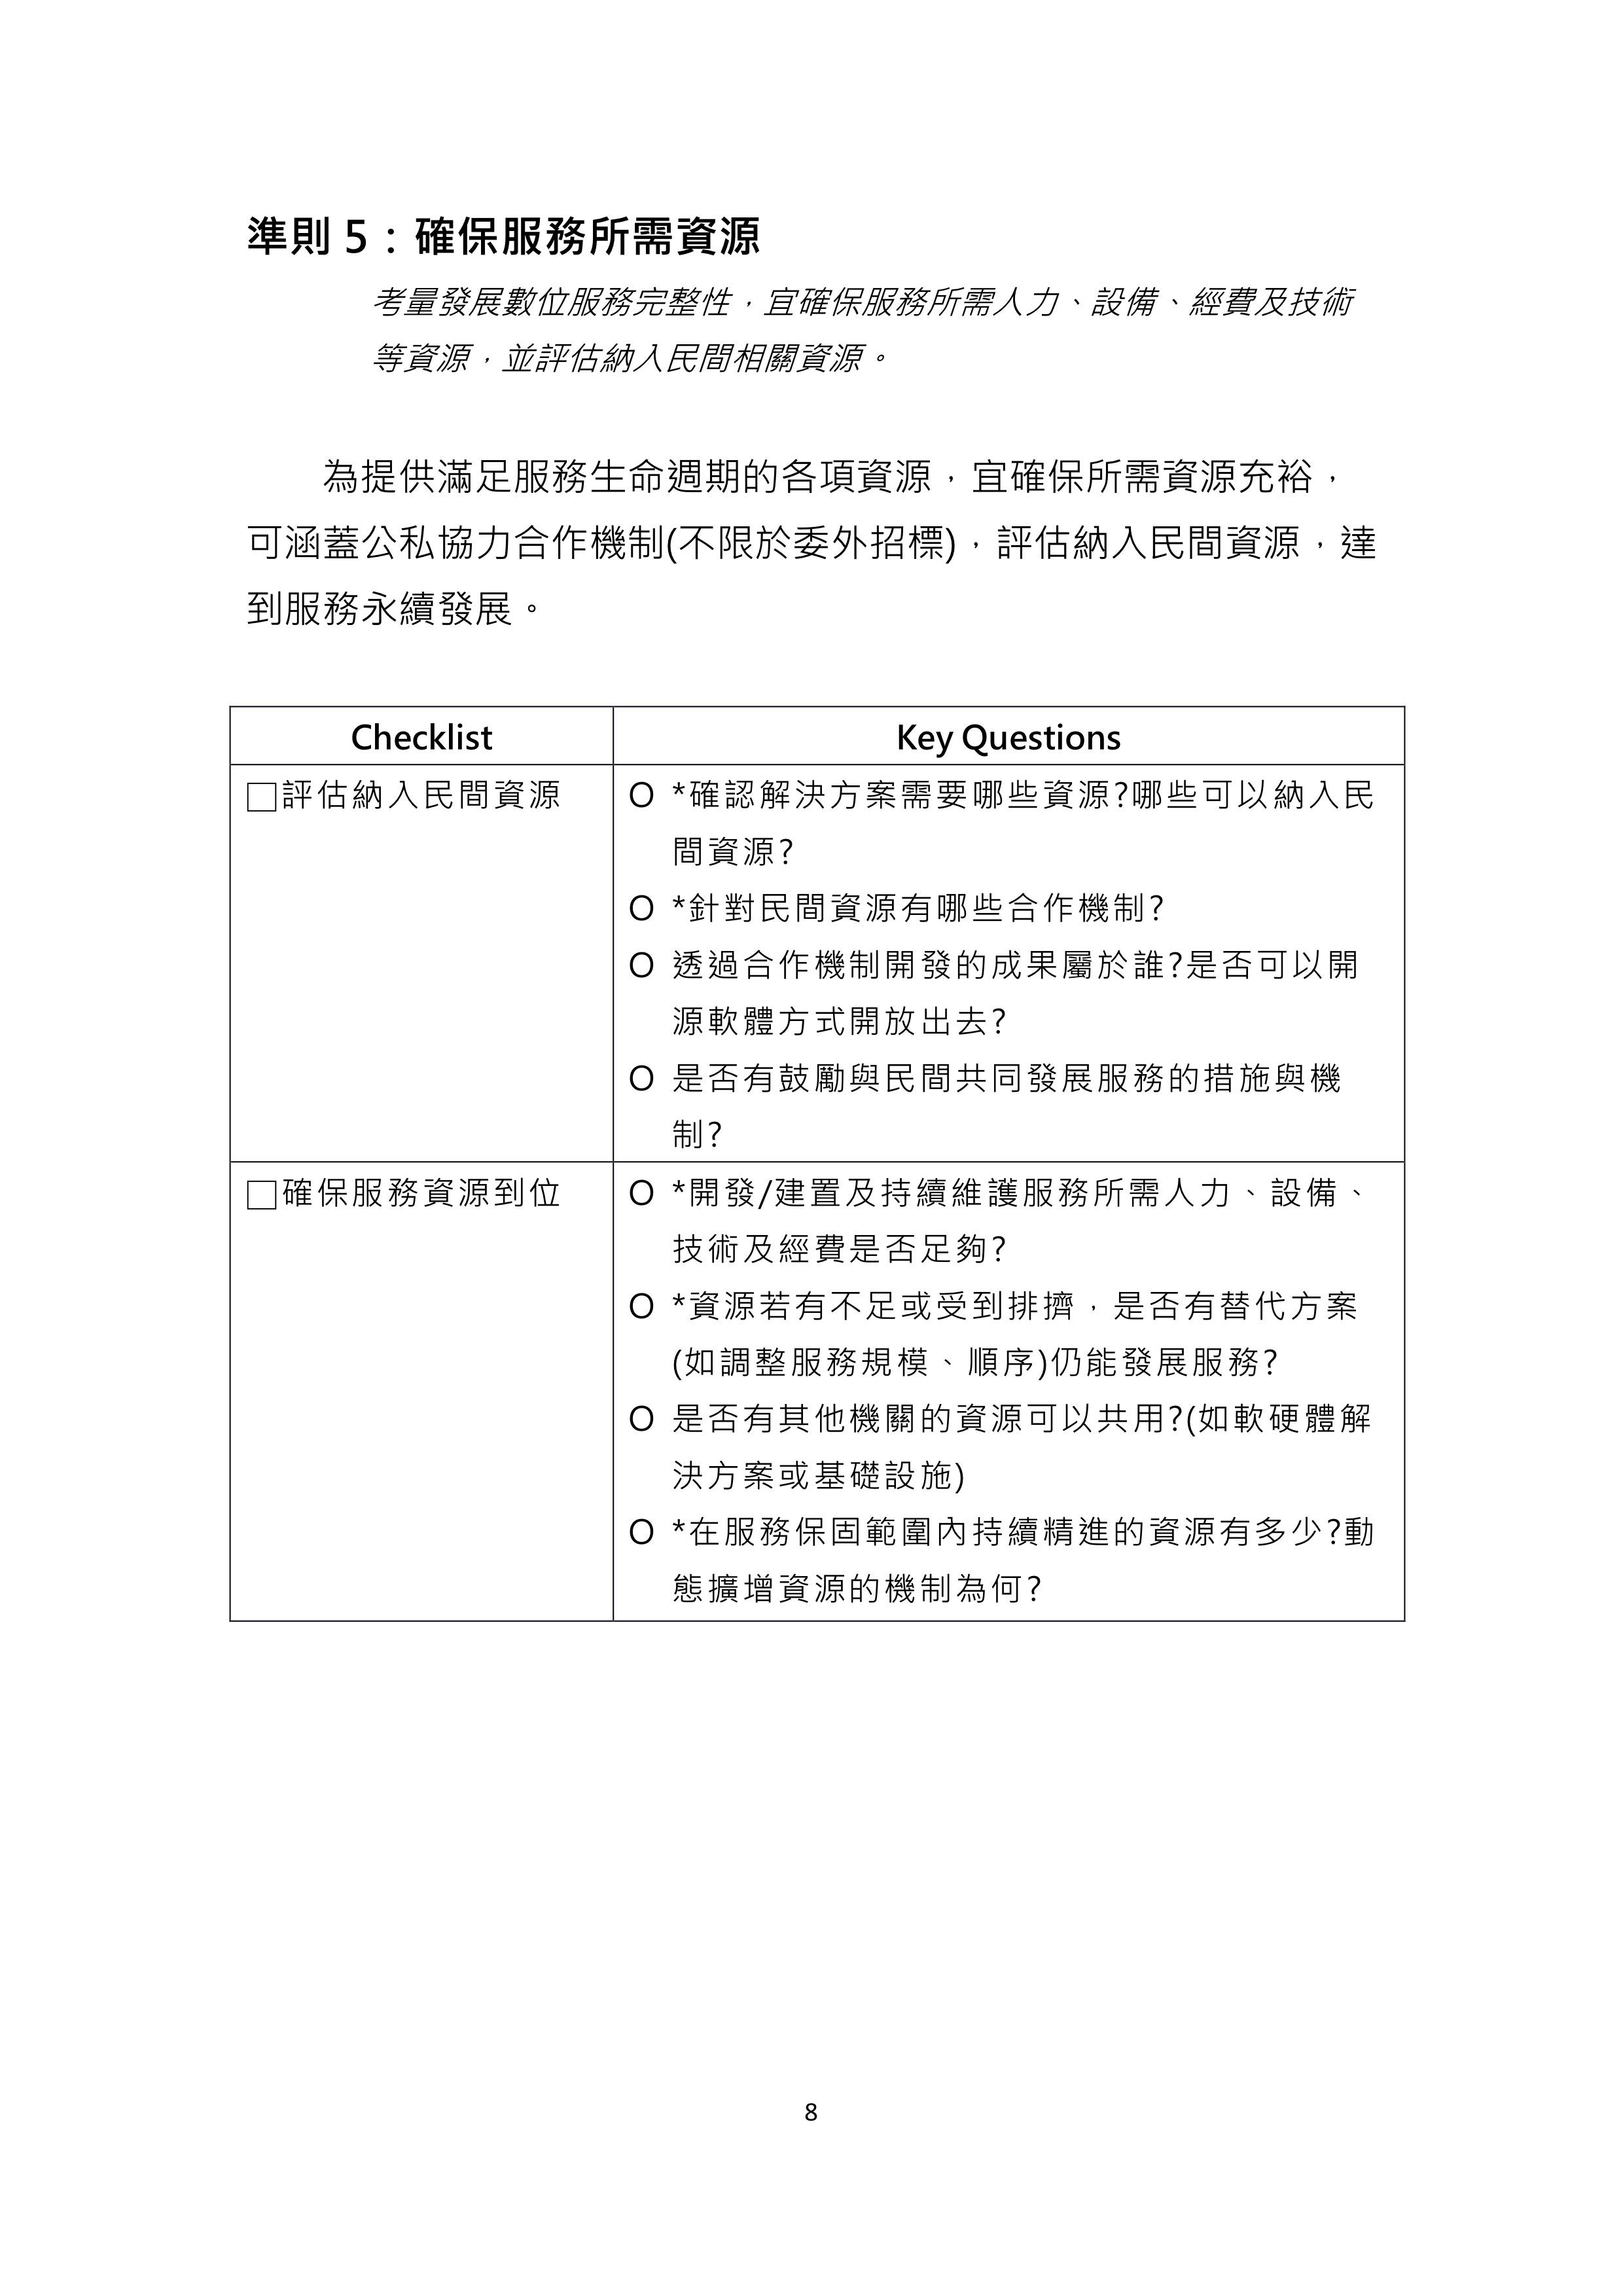 準則 5：確保服務所需資源
考量發展數位服務完整性，宜確保服務所需人力、設備、經費及技術
等資源，並評估納入民間相關資源。
為提供滿足服務生命週期的各項資源，宜確保所需資源充裕，
可涵蓋公私協力合作機制(不限於委外招標)，評估納入民間資源，達
到服務永續發展。
Checklist
Key Questions
□評估納入民間資源
O *確認解決方案需要哪些資源?哪些可以納入民
間資源?
O *針對民間資源有哪些合作機制?
O 透過合作機制開發的成果屬於誰?是否可以開
源軟體方式開放出去?
O 是否有鼓勵與民間共同發展服務的措施與機
制?
□確保服務資源到位
O *開發/建置及持續維護服務所需人力、設備、
技術及經費是否足夠?
O *資源若有不足或受到排擠，是否有替代方案
(如調整服務規模、順序)仍能發展服務?
O 是否有其他機關的資源可以共用?(如軟硬體解
決方案或基礎設施)
O *在服務保固範圍內持續精進的資源有多少?動
態擴增資源的機制為何?
8